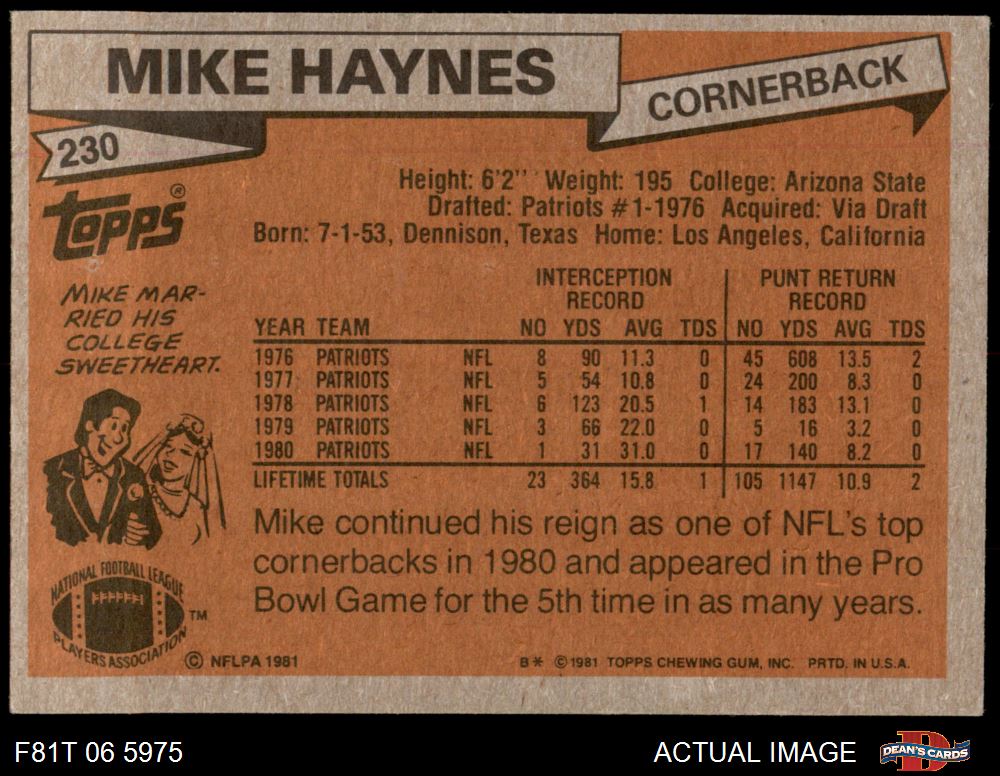 MIKE HAYNES
CORNERBACK
230
TOPPS®
Height: 6'2'' Weight: 195 College: Arizona State
Drafted: Patriots #1-1976 Acquired: Via Draft
Born: 7-1-53, Dennison, Texas Home: Los Angeles, California
MIKE MAR-
RIED HIS
COLLEGE
SWEETHEART.
INTERCEPTION PUNT RETURN
RECORD RECORD
YEAR TEAM NO YDS AVG TDS NO YDS AVG TDS
1976 PATRIOTS NFL 8 90 11.3 0 45 608 13.5 2
1977 PATRIOTS NFL 5 54 10.8 0 24 200 8.3 0
1978 PATRIOTS NFL 6 123 20.5 1 14 183 13.1 0
1979 PATRIOTS NFL 3 66 22.0 0 5 16 3.2 0
1980 PATRIOTS NFL 1 31 31.0 0 17 140 8.2 0
LIFETIME TOTALS 23 364 15.8 1 105 1147 10.9 2
Mike continued his reign as one of NFL's top
cornerbacks in 1980 and appeared in the Pro
Bowl Game for the 5th time in as many years.
NATIONAL FOOTBALL LEAGUE
PLAYERS ASSOCIATION
™
© NFLPA 1981
B* ©1981 TOPPS CHEWING GUM, INC. PRTD. IN U.S.A.
F81T 06 5975
ACTUAL IMAGE
D
DEAN'S CARDS